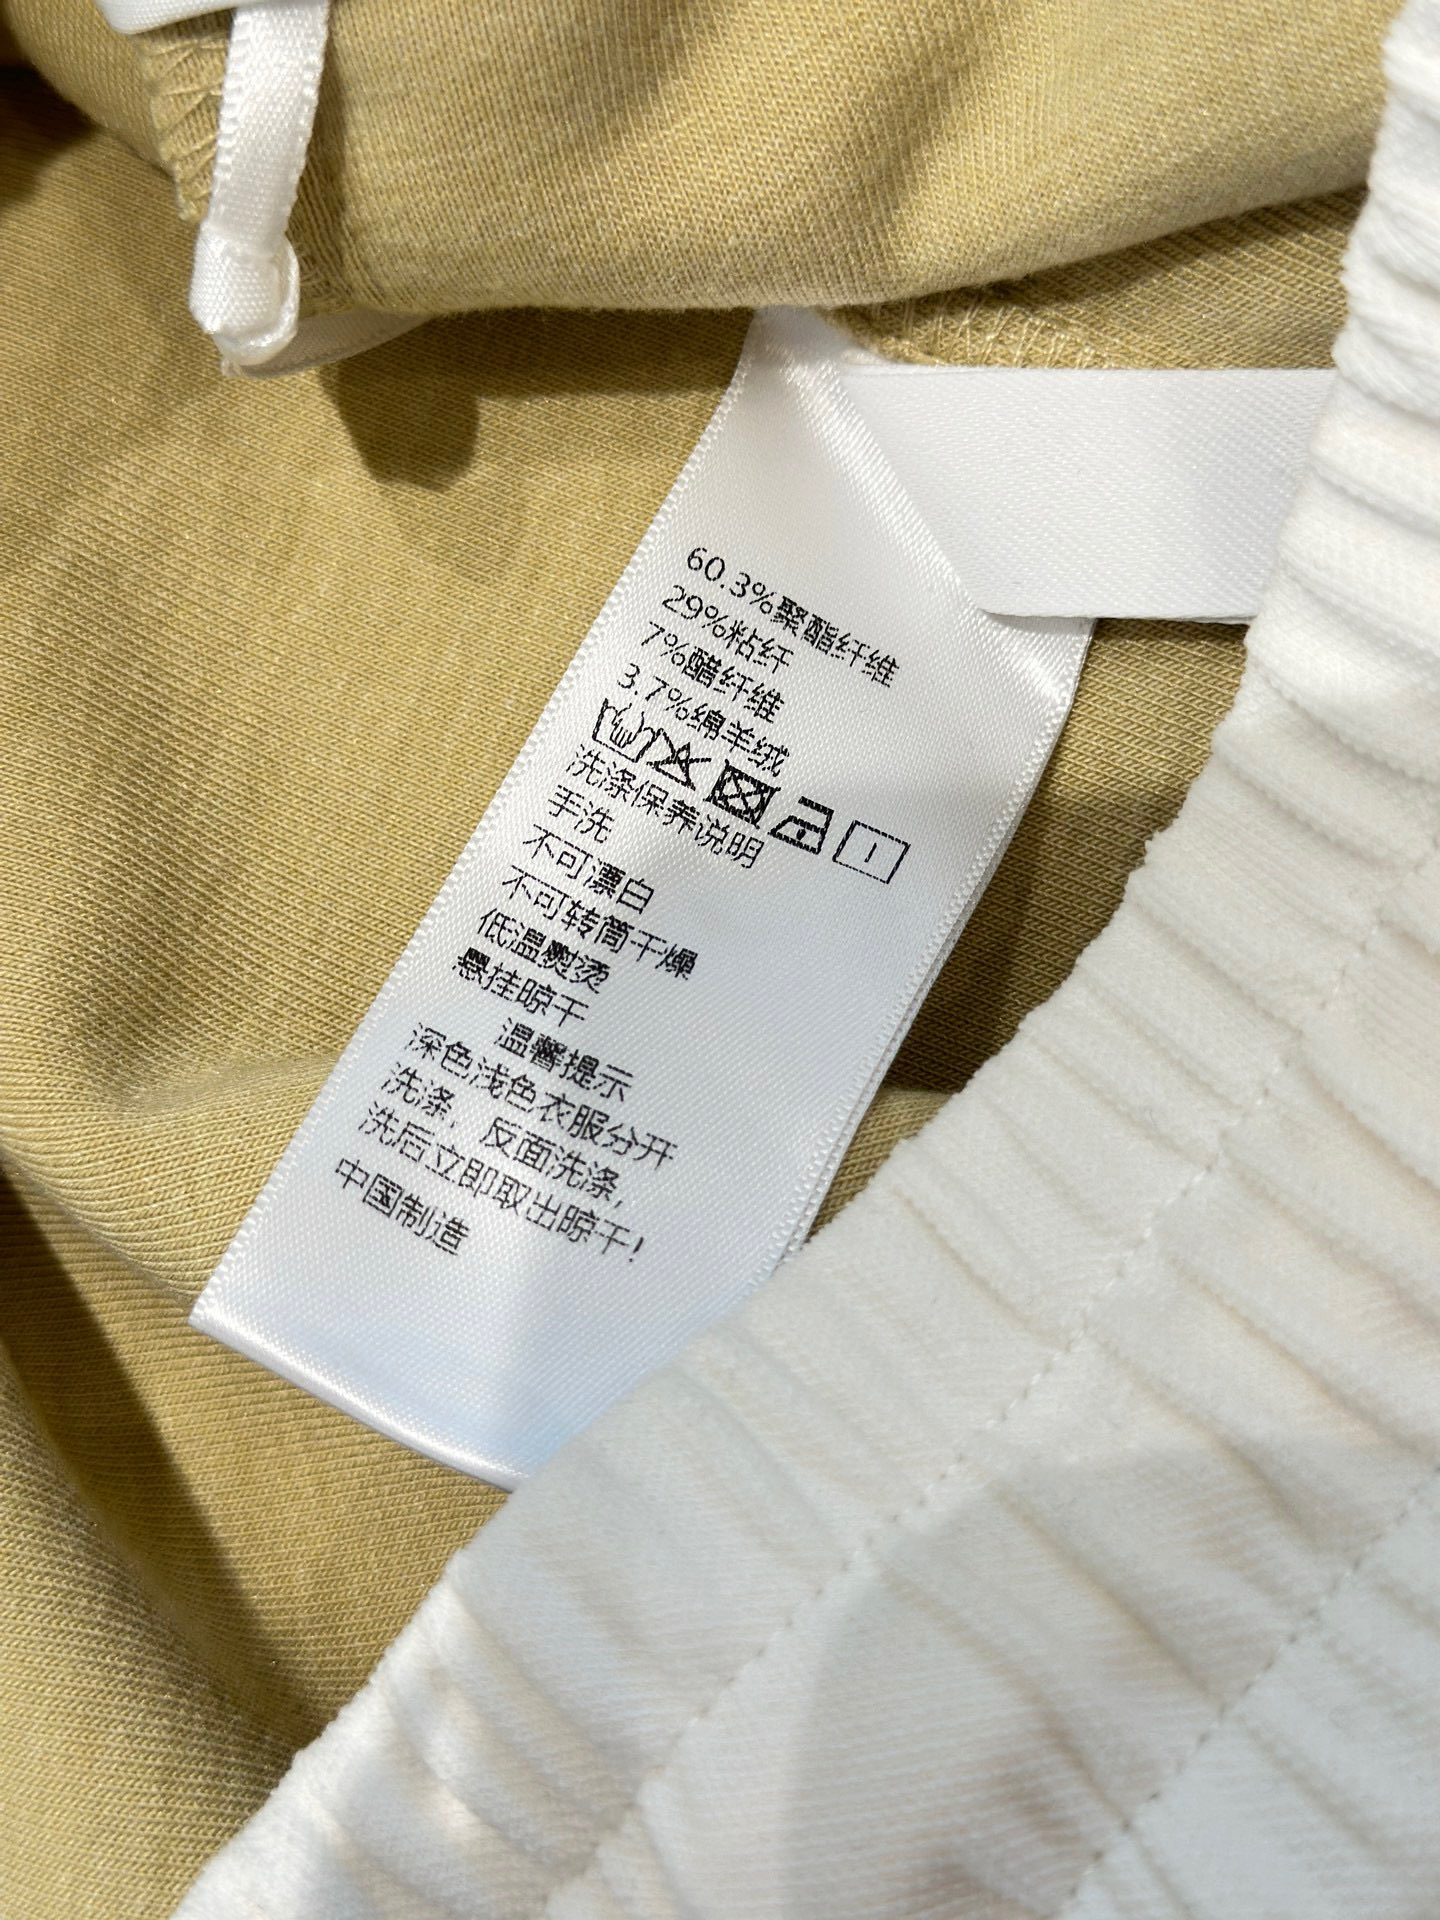 60.3%聚酯纤维
29%粘纤
7%醋纤维
3.7%绵羊绒
洗涤保养说明
手洗
不可漂白
不可转筒干燥
低温熨烫
悬挂晾干
温馨提示
深色浅色衣服分开
洗涤，反面洗涤，
洗后立即取出晾干！
中国制造